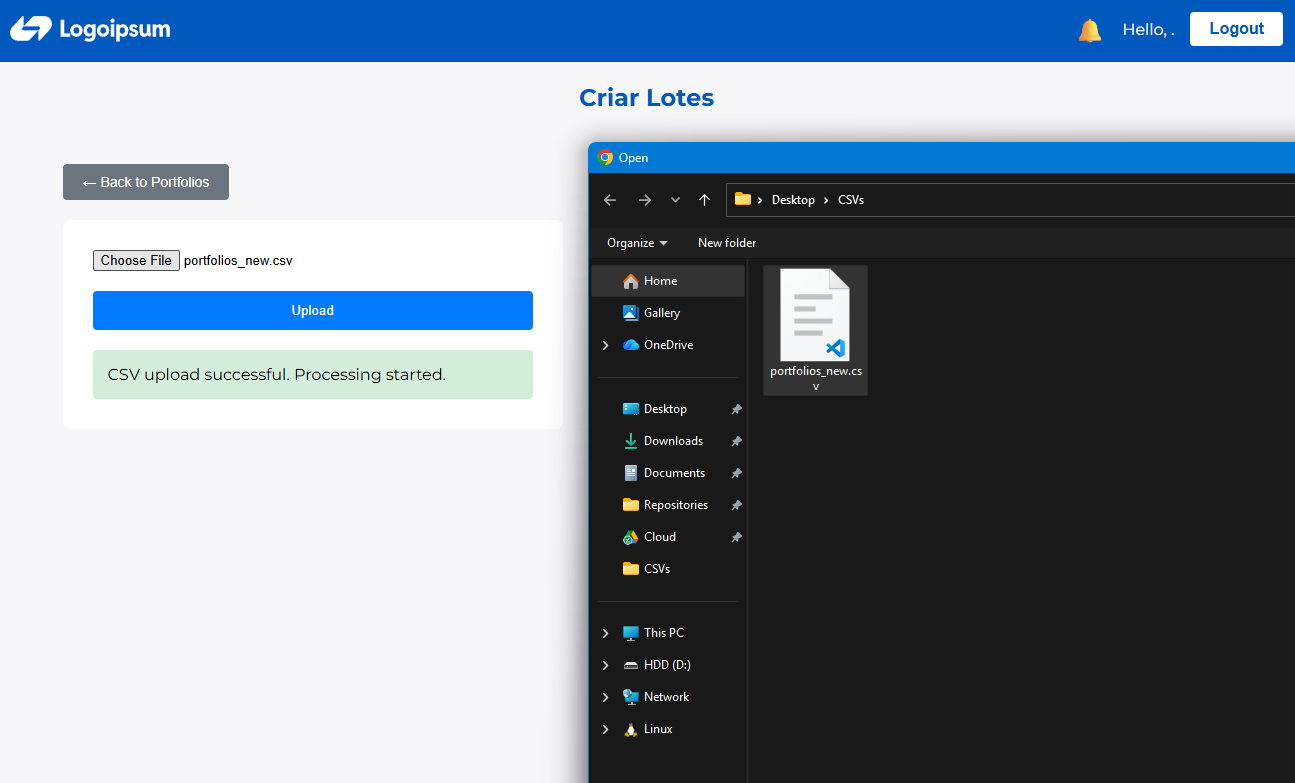 Logoipsum
Hello, .
Logout
Criar Lotes
← Back to Portfolios
Choose File portfolios_new.csv
Upload
CSV upload successful. Processing started.
Open
Desktop › CSVs
Organize
New folder
Home
Gallery
OneDrive
Desktop
Downloads
Documents
Repositories
Cloud
CSVs
This PC
HDD (D:)
Network
Linux
portfolios_new.cs
v